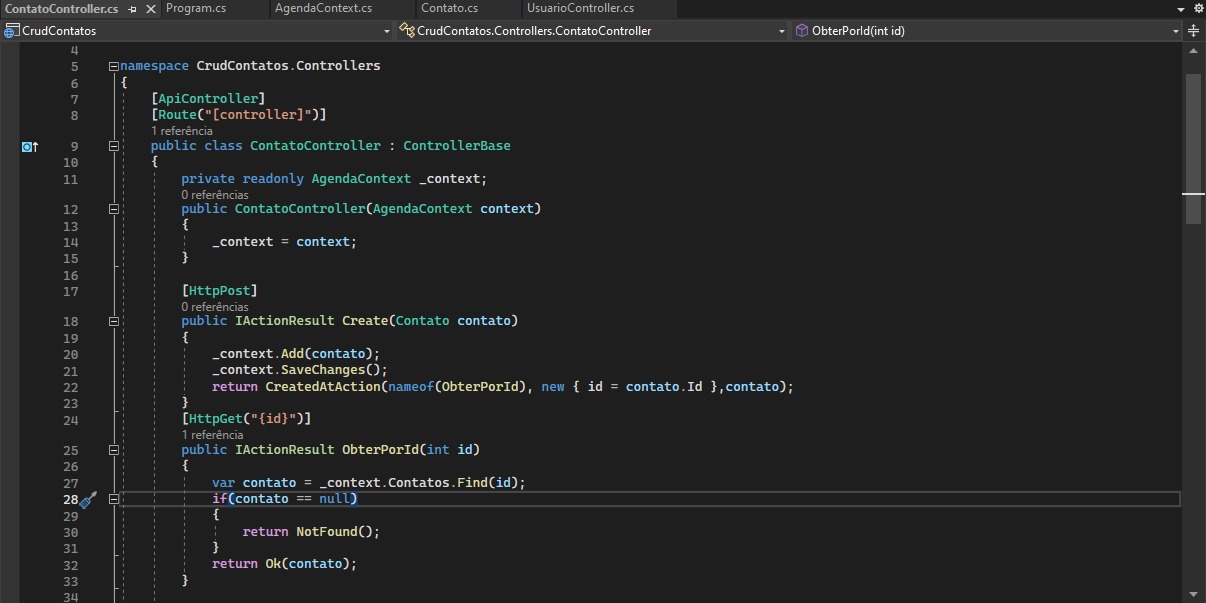 ContatoController.cs Program.cs AgendaContext.cs Contato.cs UsuarioController.cs
CrudContatos CrudContatos.Controllers.ContatoController ObterPorId(int id)
4
5 namespace CrudContatos.Controllers
6 {
7 [ApiController]
8 [Route("[controller]")]
1 referência
9 public class ContatoController : ControllerBase
10 {
11 private readonly AgendaContext _context;
0 referências
12 public ContatoController(AgendaContext context)
13 {
14 _context = context;
15 }
16
17 [HttpPost]
0 referências
18 public IActionResult Create(Contato contato)
19 {
20 _context.Add(contato);
21 _context.SaveChanges();
22 return CreatedAtAction(nameof(ObterPorId), new { id = contato.Id },contato);
23 }
24 [HttpGet("{id}")]
1 referência
25 public IActionResult ObterPorId(int id)
26 {
27 var contato = _context.Contatos.Find(id);
28 if(contato == null)
29 {
30 return NotFound();
31 }
32 return Ok(contato);
33 }
34